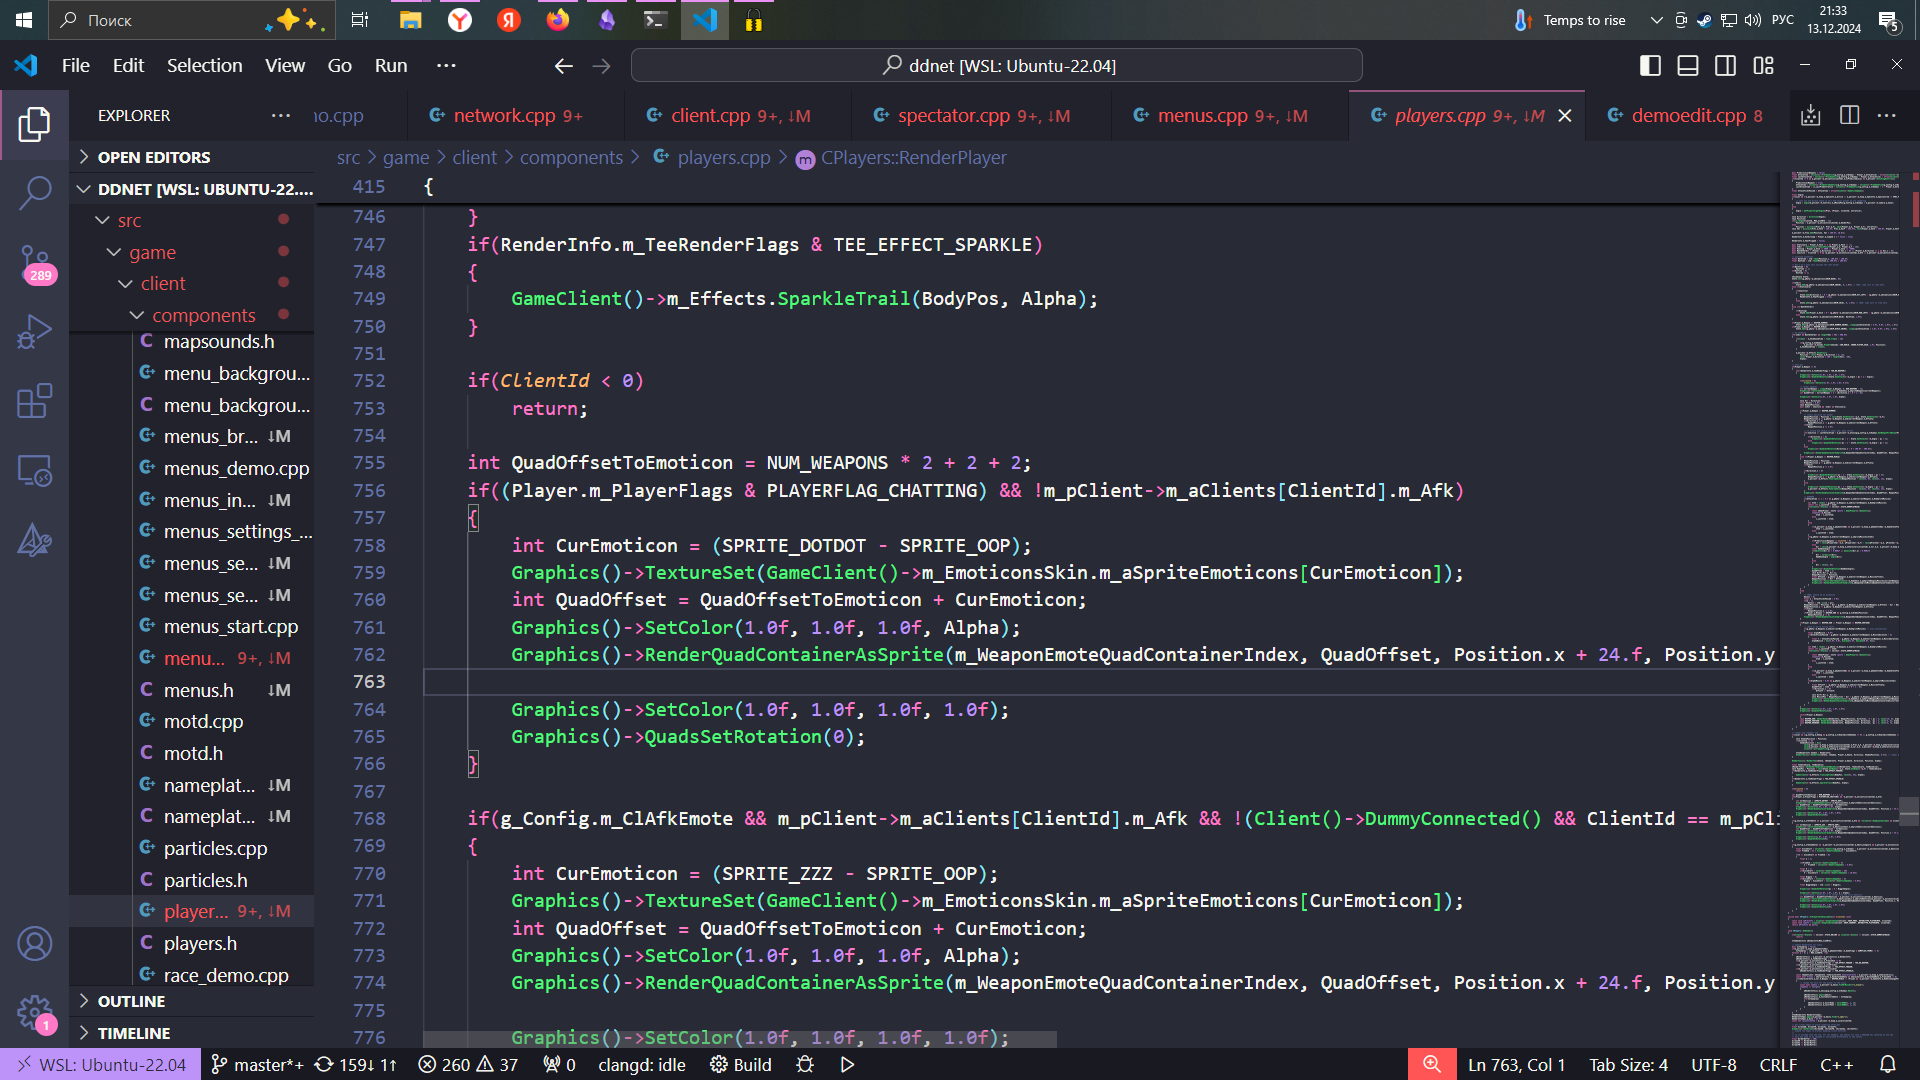 Поиск
Temps to rise
РУС
21:33
13.12.2024
5
File Edit Selection View Go Run ···
ddnet [WSL: Ubuntu-22.04]
EXPLORER
no.cpp
network.cpp 9+
client.cpp 9+, ↓M
spectator.cpp 9+, ↓M
menus.cpp 9+, ↓M
players.cpp 9+, ↓M
demoedit.cpp 8
OPEN EDITORS
DDNET [WSL: UBUNTU-22....
src
game
client
components
mapsounds.h
menu_backgrou...
menu_backgrou...
menus_br... ↓M
menus_demo.cpp
menus_in... ↓M
menus_settings_...
menus_se... ↓M
menus_se... ↓M
menus_start.cpp
menu... 9+, ↓M
menus.h ↓M
motd.cpp
motd.h
nameplat... ↓M
nameplat... ↓M
particles.cpp
particles.h
player... 9+, ↓M
players.h
race_demo.cpp
OUTLINE
TIMELINE
289
1
src > game > client > components > players.cpp > CPlayers::RenderPlayer
415 {
746 }
747 if(RenderInfo.m_TeeRenderFlags & TEE_EFFECT_SPARKLE)
748 {
749 GameClient()->m_Effects.SparkleTrail(BodyPos, Alpha);
750 }
751
752 if(ClientId < 0)
753 return;
754
755 int QuadOffsetToEmoticon = NUM_WEAPONS * 2 + 2 + 2;
756 if((Player.m_PlayerFlags & PLAYERFLAG_CHATTING) && !m_pClient->m_aClients[ClientId].m_Afk)
757 {
758 int CurEmoticon = (SPRITE_DOTDOT - SPRITE_OOP);
759 Graphics()->TextureSet(GameClient()->m_EmoticonsSkin.m_aSpriteEmoticons[CurEmoticon]);
760 int QuadOffset = QuadOffsetToEmoticon + CurEmoticon;
761 Graphics()->SetColor(1.0f, 1.0f, 1.0f, Alpha);
762 Graphics()->RenderQuadContainerAsSprite(m_WeaponEmoteQuadContainerIndex, QuadOffset, Position.x + 24.f, Position.y
763
764 Graphics()->SetColor(1.0f, 1.0f, 1.0f, 1.0f);
765 Graphics()->QuadsSetRotation(0);
766 }
767
768 if(g_Config.m_ClAfkEmote && m_pClient->m_aClients[ClientId].m_Afk && !(Client()->DummyConnected() && ClientId == m_pCli
769 {
770 int CurEmoticon = (SPRITE_ZZZ - SPRITE_OOP);
771 Graphics()->TextureSet(GameClient()->m_EmoticonsSkin.m_aSpriteEmoticons[CurEmoticon]);
772 int QuadOffset = QuadOffsetToEmoticon + CurEmoticon;
773 Graphics()->SetColor(1.0f, 1.0f, 1.0f, Alpha);
774 Graphics()->RenderQuadContainerAsSprite(m_WeaponEmoteQuadContainerIndex, QuadOffset, Position.x + 24.f, Position.y
775
776 Graphics()->SetColor(1.0f, 1.0f, 1.0f, 1.0f);
WSL: Ubuntu-22.04 master*+ 159↓ 1↑ 260 37 0 clangd: idle Build Ln 763, Col 1 Tab Size: 4 UTF-8 CRLF C++